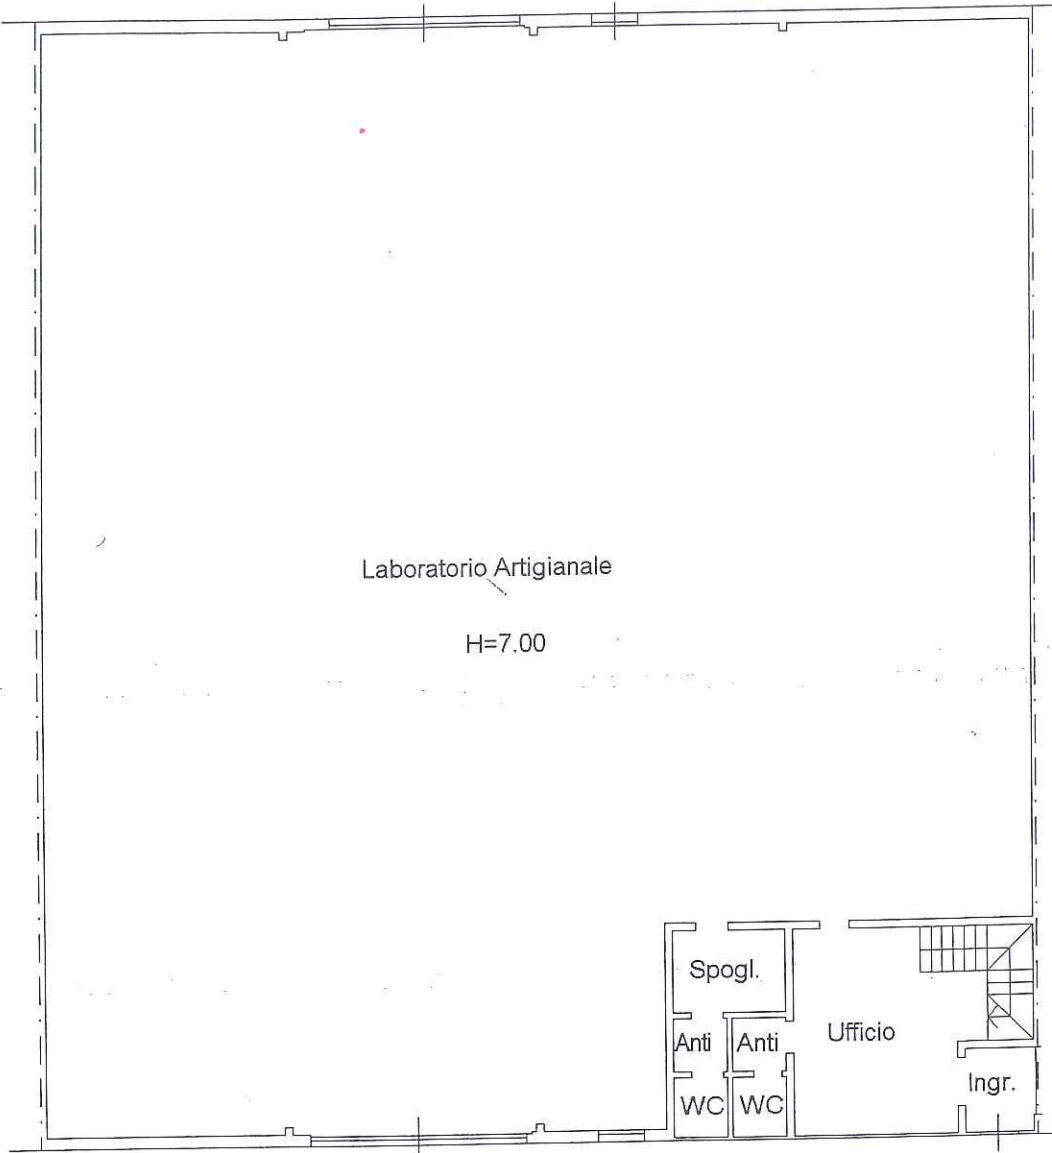 Laboratorio Artigianale
H=7.00
Spogl.
Anti
Anti
Ufficio
Ingr.
WC
WC